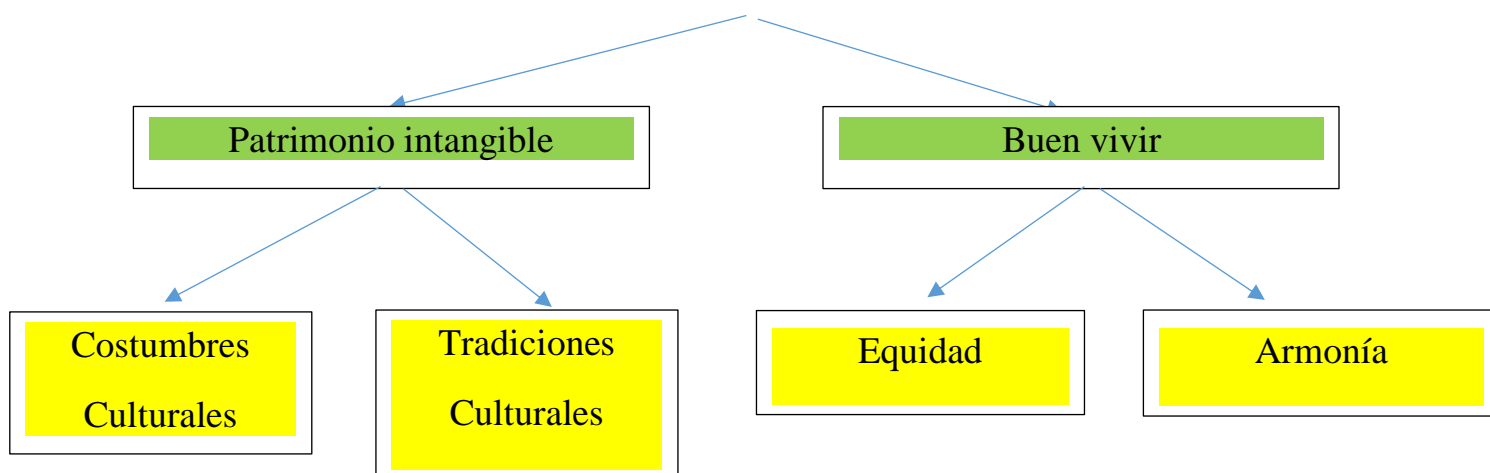 Patrimonio intangible
Buen vivir
Costumbres
Culturales
Tradiciones
Culturales
Equidad
Armonía